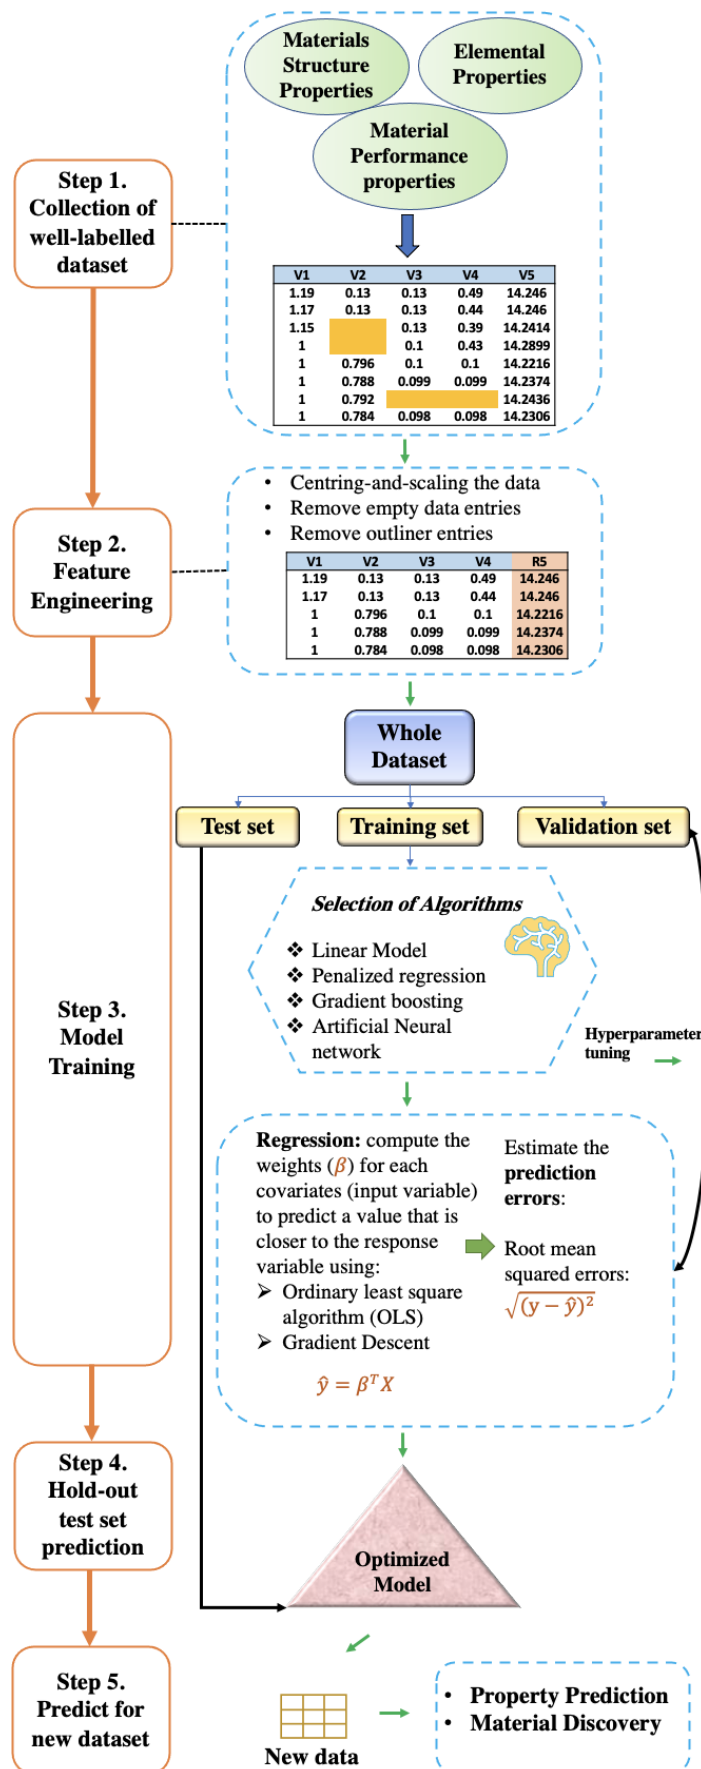 Materials
Structure
Properties
Elemental
Properties
Material
Performance
properties
Step 1.
Collection of
well-labelled
dataset
V1 V2 V3 V4 V5
1.19 0.13 0.13 0.49 14.246
1.17 0.13 0.13 0.44 14.246
1.15 0.13 0.39 14.2414
1 0.1 0.43 14.2899
1 0.796 0.1 0.1 14.2216
1 0.788 0.099 0.099 14.2374
1 0.792 14.2436
1 0.784 0.098 0.098 14.2306
Step 2.
Feature
Engineering
• Centring-and-scaling the data
• Remove empty data entries
• Remove outliner entries
V1 V2 V3 V4 R5
1.19 0.13 0.13 0.49 14.246
1.17 0.13 0.13 0.44 14.246
1 0.796 0.1 0.1 14.2216
1 0.788 0.099 0.099 14.2374
1 0.784 0.098 0.098 14.2306
Step 3.
Model
Training
Whole
Dataset
Test set
Training set
Validation set
Selection of Algorithms
❖ Linear Model
❖ Penalized regression
❖ Gradient boosting
❖ Artificial Neural
network
Hyperparameter
tuning
Regression: compute the
weights (β) for each
covariates (input variable)
to predict a value that is
closer to the response
variable using:
➢ Ordinary least square
algorithm (OLS)
➢ Gradient Descent
ŷ = βᵀX
Estimate the
prediction
errors:
Root mean
squared errors:
√(y − ŷ)²
Step 4.
Hold-out
test set
prediction
Optimized
Model
Step 5.
Predict for
new dataset
New data
• Property Prediction
• Material Discovery